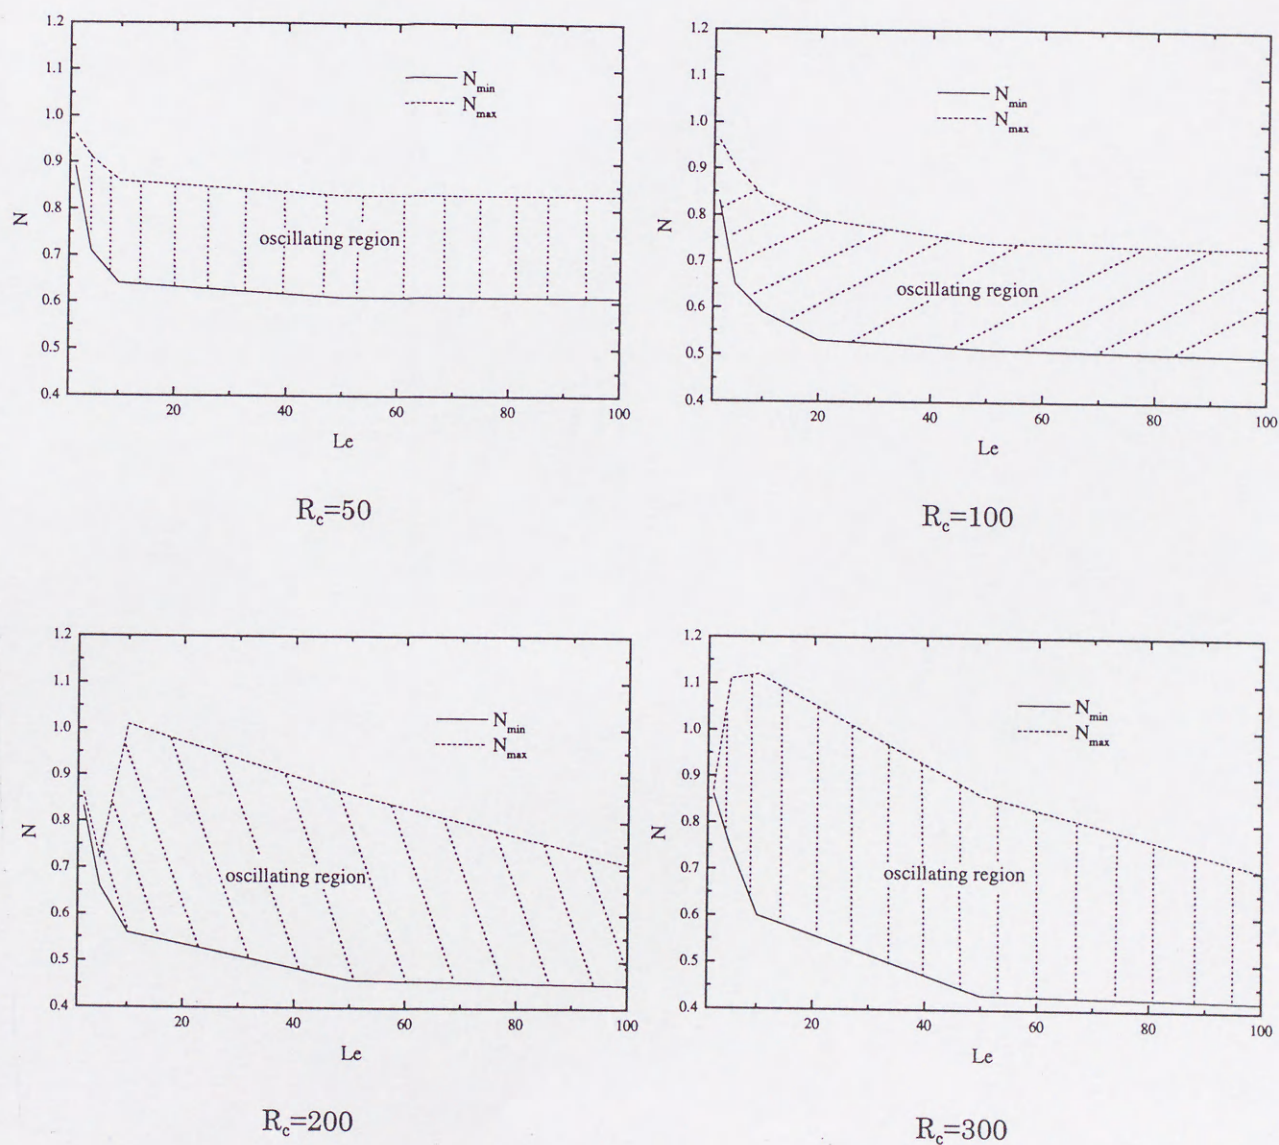 1.2
1.1
1.0
0.9
0.8
0.7
0.6
0.5
0.4
N
N_min
N_max
oscillating region
20 40 60 80 100
Le
R_c=50
1.2
1.1
1.0
0.9
0.8
0.7
0.6
0.5
0.4
N
N_min
N_max
oscillating region
20 40 60 80 100
Le
R_c=100
1.2
1.1
1.0
0.9
0.8
0.7
0.6
0.5
0.4
N
N_min
N_max
oscillating region
20 40 60 80 100
Le
R_c=200
1.2
1.1
1.0
0.9
0.8
0.7
0.6
0.5
0.4
N
N_min
N_max
oscillating region
20 40 60 80 100
Le
R_c=300